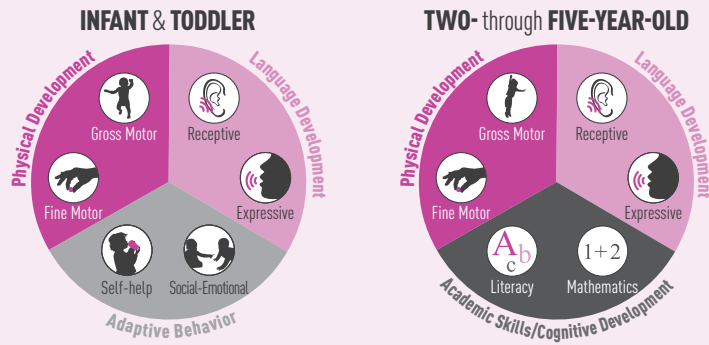 INFANT & TODDLER
Physical Development
Language Development
Gross Motor
Receptive
Fine Motor
Expressive
Self-help
Social-Emotional
Adaptive Behavior
TWO- through FIVE-YEAR-OLD
Physical Development
Language Development
Gross Motor
Receptive
Fine Motor
Expressive
A b c
1+2
Literacy
Mathematics
Academic Skills/Cognitive Development